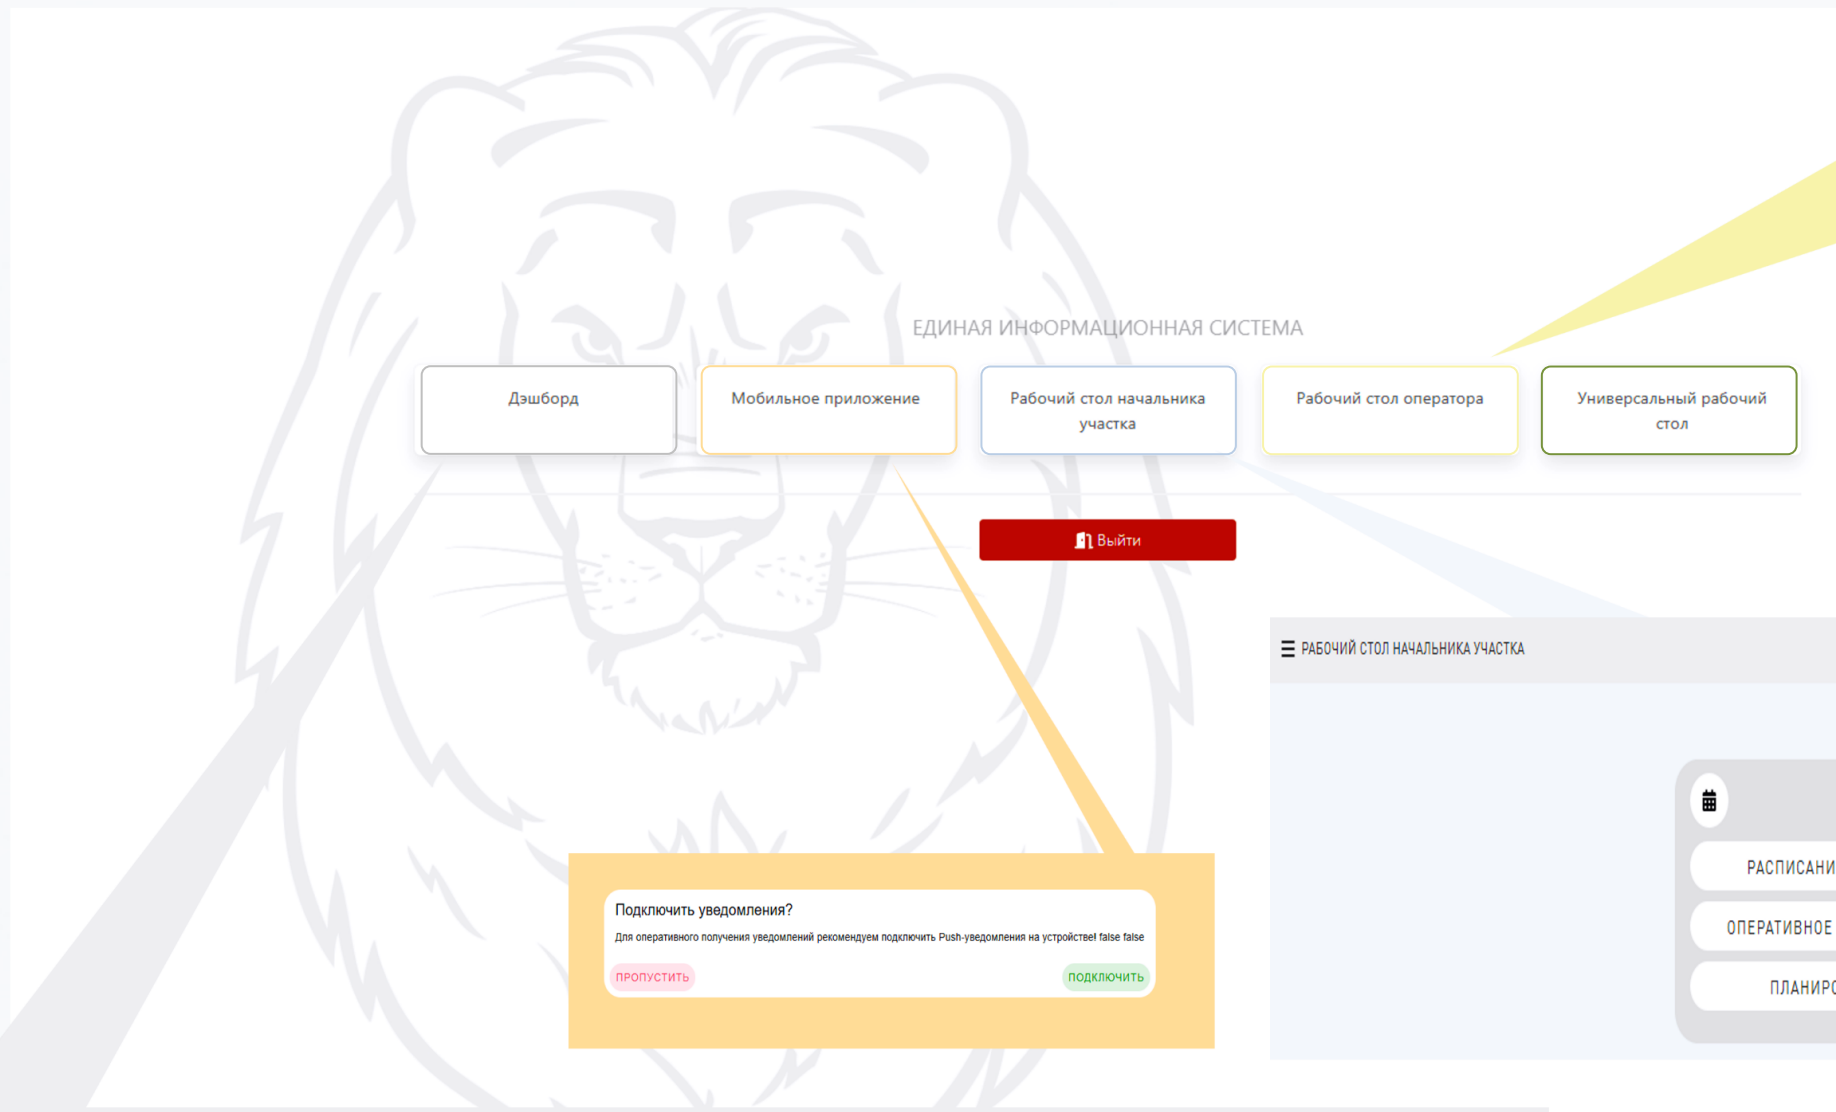 ЕДИНАЯ ИНФОРМАЦИОННАЯ СИСТЕМА
Дэшборд
Мобильное приложение
Рабочий стол начальника
участка
Рабочий стол оператора
Универсальный рабочий
стол
Выйти
РАБОЧИЙ СТОЛ НАЧАЛЬНИКА УЧАСТКА
РАСПИСАНИ
ОПЕРАТИВНОЕ
ПЛАНИРО
Подключить уведомления?
Для оперативного получения уведомлений рекомендуем подключить Push-уведомления на устройстве! false false
ПРОПУСТИТЬ
ПОДКЛЮЧИТЬ